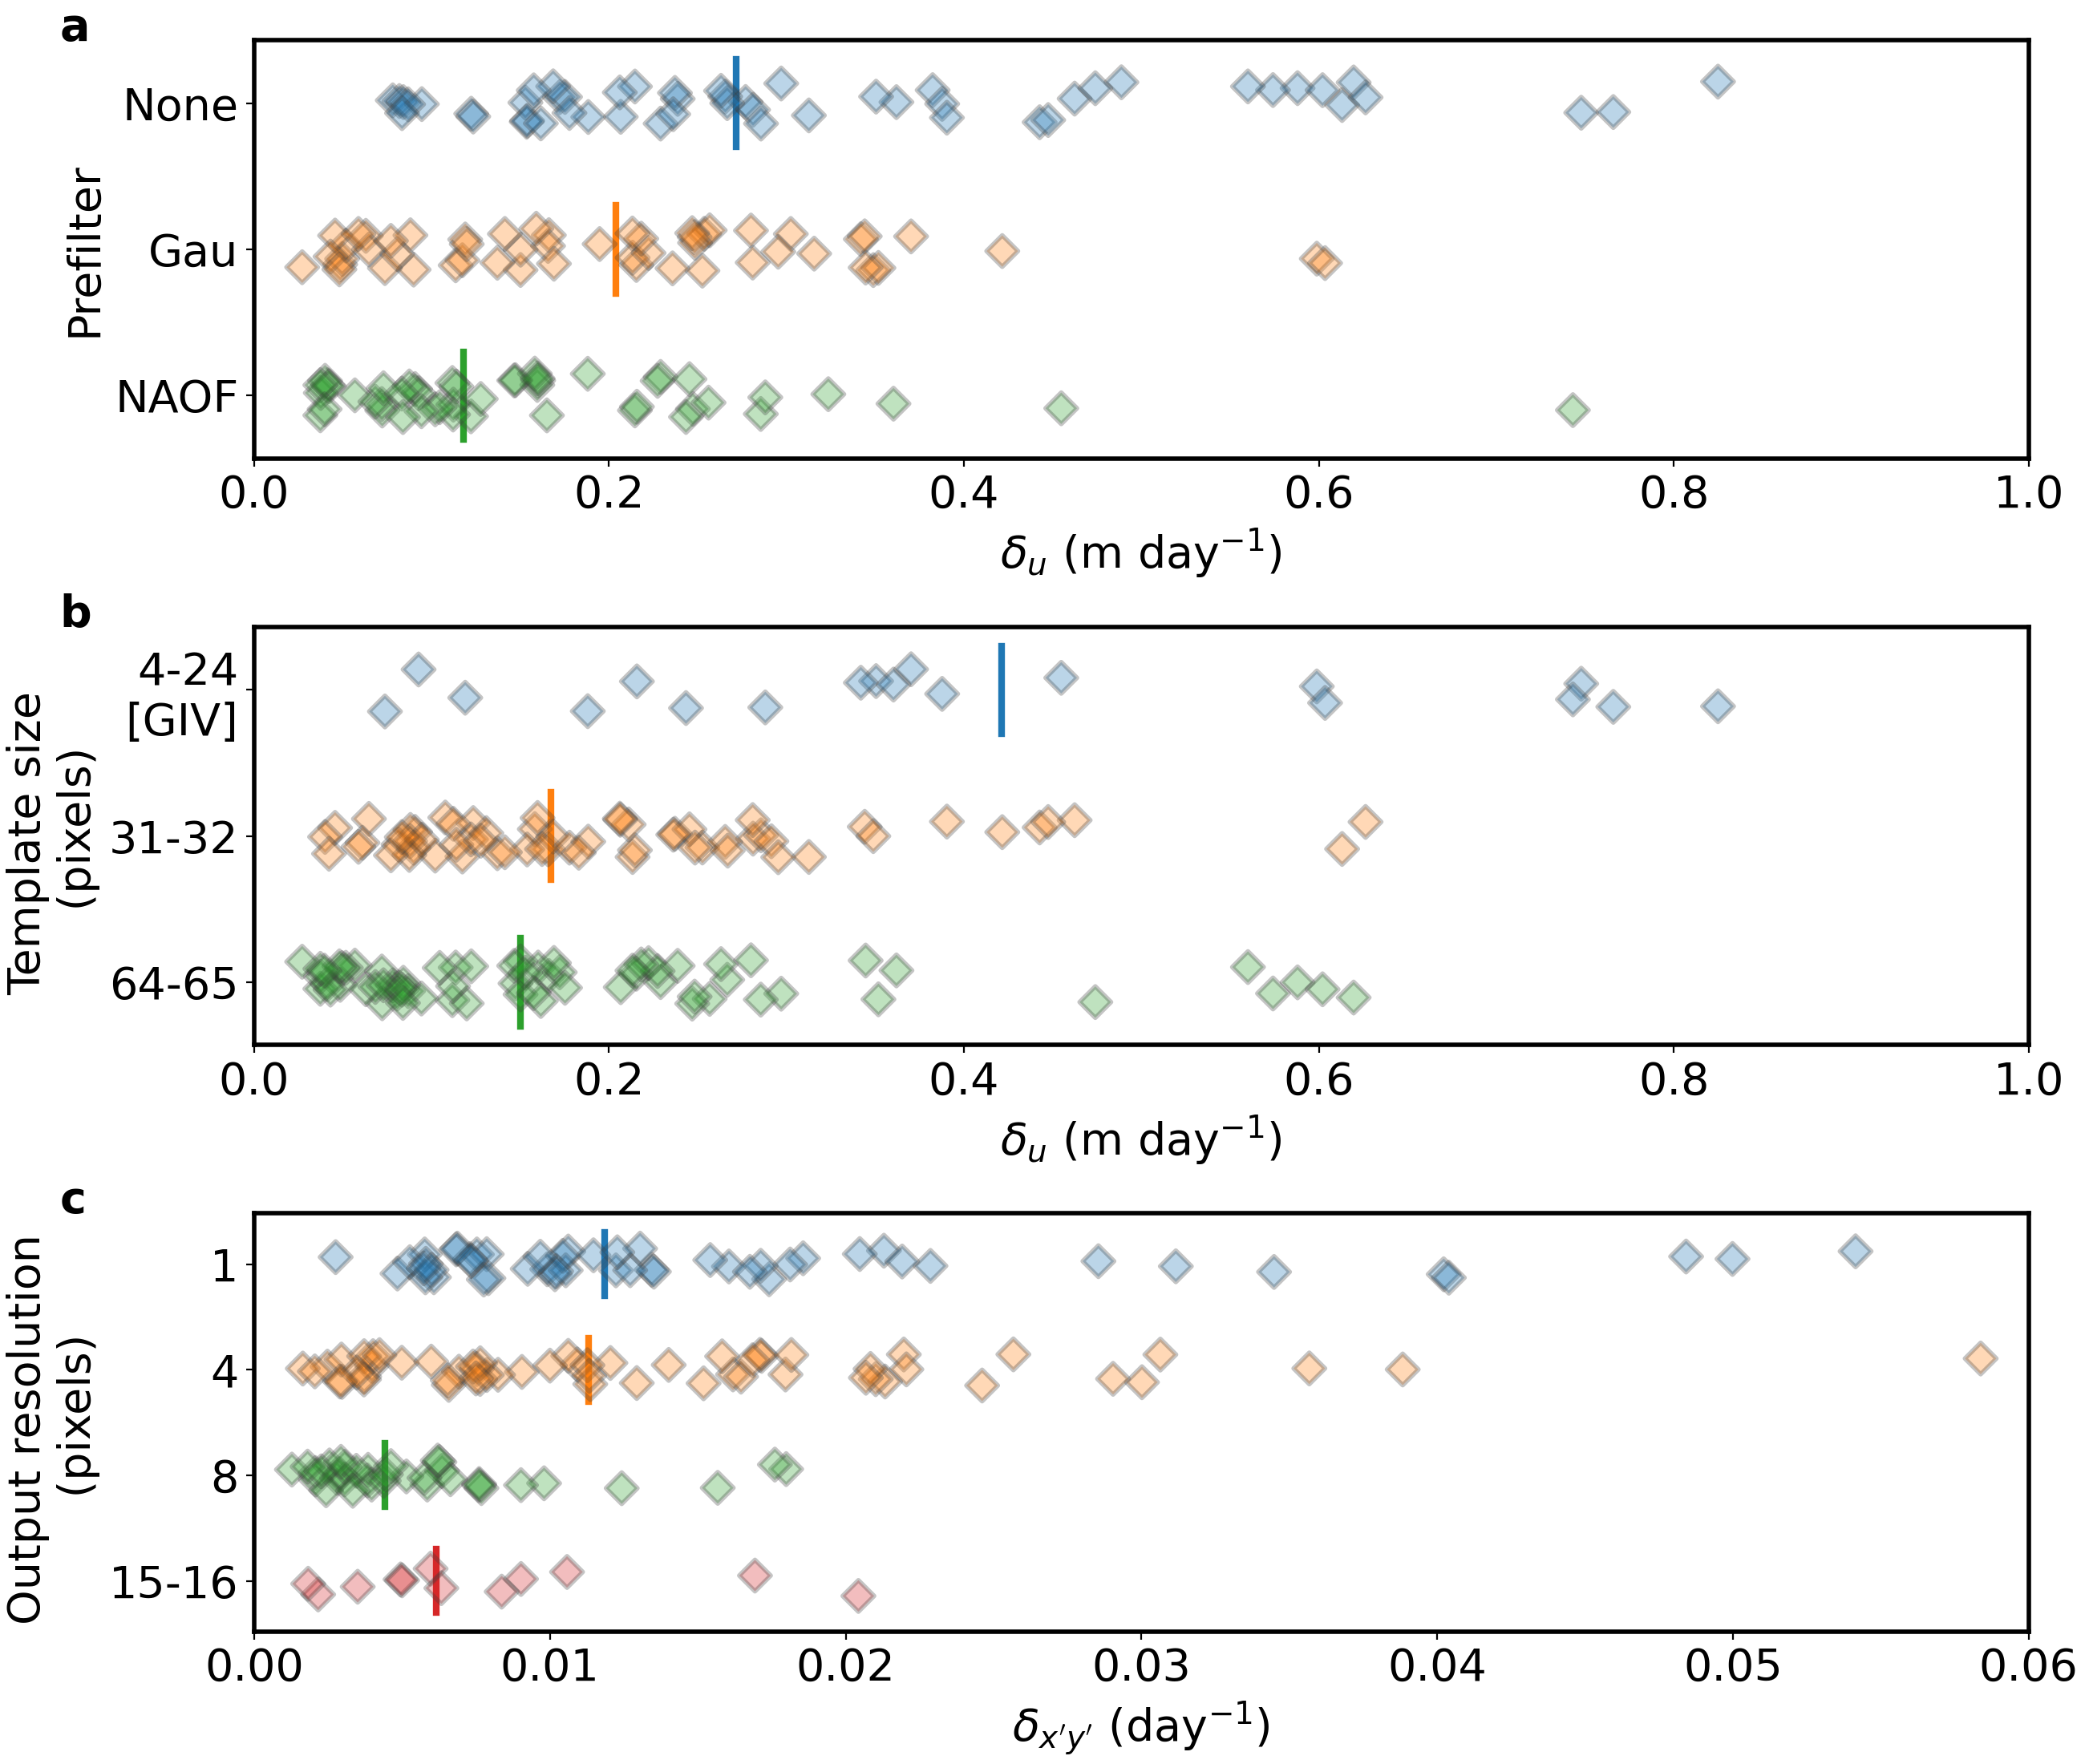 a
Prefilter
None
Gau
NAOF
0.0 0.2 0.4 0.6 0.8 1.0
δu (m day⁻¹)
b
Template size
(pixels)
4-24
[GIV]
31-32
64-65
0.0 0.2 0.4 0.6 0.8 1.0
δu (m day⁻¹)
c
Output resolution
(pixels)
1
4
8
15-16
0.00 0.01 0.02 0.03 0.04 0.05 0.06
δx′y′ (day⁻¹)